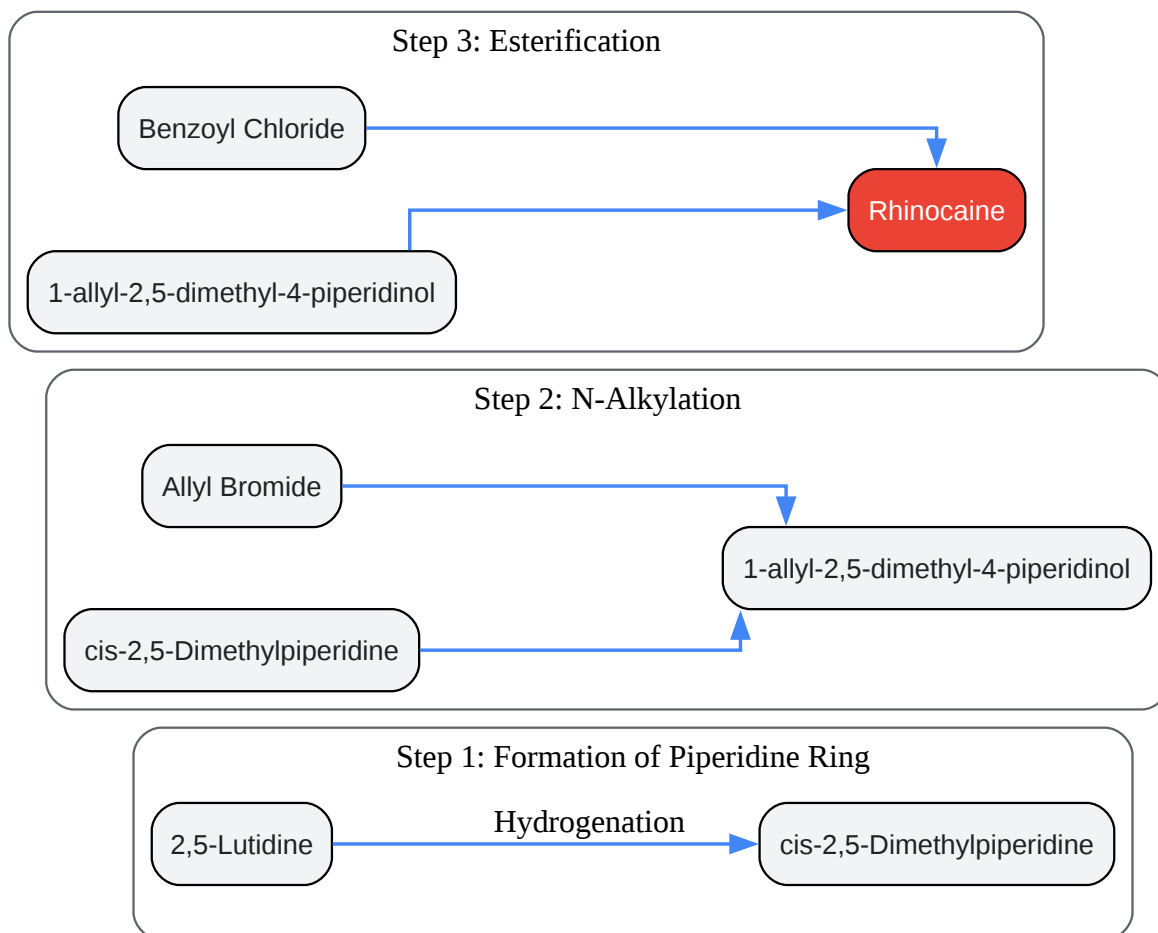 Step 3: Esterification
Benzoyl Chloride
Rhinocaine
1-allyl-2,5-dimethyl-4-piperidinol
Step 2: N-Alkylation
Allyl Bromide
1-allyl-2,5-dimethyl-4-piperidinol
cis-2,5-Dimethylpiperidine
Step 1: Formation of Piperidine Ring
2,5-Lutidine
Hydrogenation
cis-2,5-Dimethylpiperidine